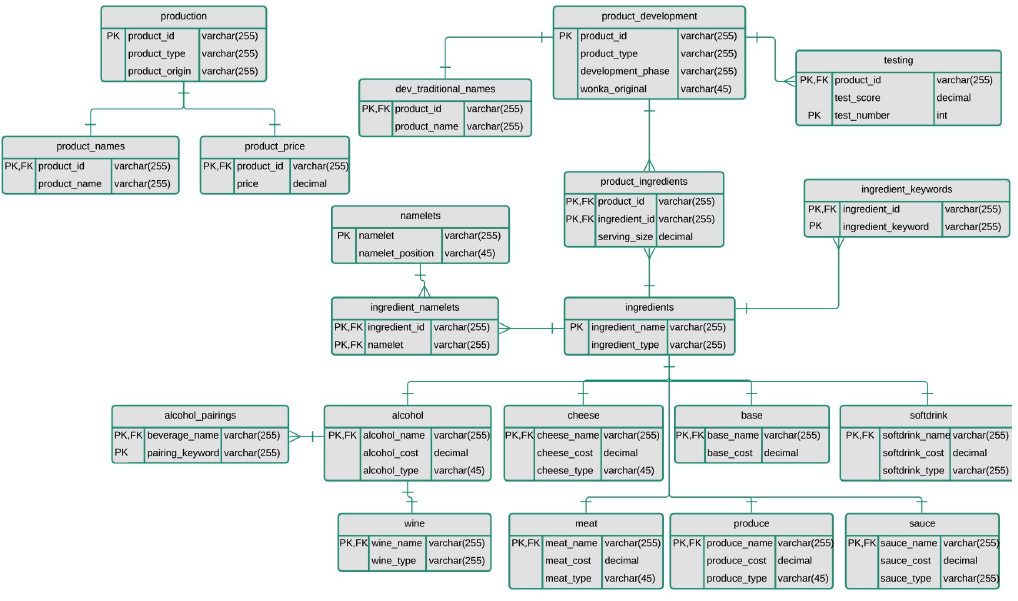 production
PK product_id varchar(255)
product_type varchar(255)
product_origin varchar(255)
product_names
PK,FK product_id varchar(255)
product_name varchar(255)
product_price
PK,FK product_id varchar(255)
price decimal
product_development
PK product_id varchar(255)
product_type varchar(255)
development_phase varchar(255)
wonka_original varchar(45)
dev_traditional_names
PK,FK product_id varchar(255)
product_name varchar(255)
testing
PK,FK product_id varchar(255)
test_score decimal
PK test_number int
product_ingredients
PK,FK product_id varchar(255)
PK,FK ingredient_id varchar(255)
serving_size decimal
ingredient_keywords
PK,FK ingredient_id varchar(255)
PK ingredient_keyword varchar(255)
namelets
PK namelet varchar(255)
namelet_position varchar(45)
ingredient_namelets
PK,FK ingredient_id varchar(255)
PK,FK namelet varchar(255)
ingredients
PK ingredient_name varchar(255)
ingredient_type varchar(255)
alcohol_pairings
PK,FK beverage_name varchar(255)
PK pairing_keyword varchar(255)
alcohol
PK,FK alcohol_name varchar(255)
alcohol_cost decimal
alcohol_type varchar(45)
cheese
PK,FK cheese_name varchar(255)
cheese_cost decimal
cheese_type varchar(45)
base
PK,FK base_name varchar(255)
base_cost decimal
softdrink
PK,FK softdrink_name varchar(255)
softdrink_cost decimal
softdrink_type varchar(255)
wine
PK,FK wine_name varchar(255)
wine_type varchar(255)
meat
PK,FK meat_name varchar(255)
meat_cost decimal
meat_type varchar(45)
produce
PK,FK produce_name varchar(255)
produce_cost decimal
produce_type varchar(45)
sauce
PK,FK sauce_name varchar(255)
sauce_cost decimal
sauce_type varchar(255)